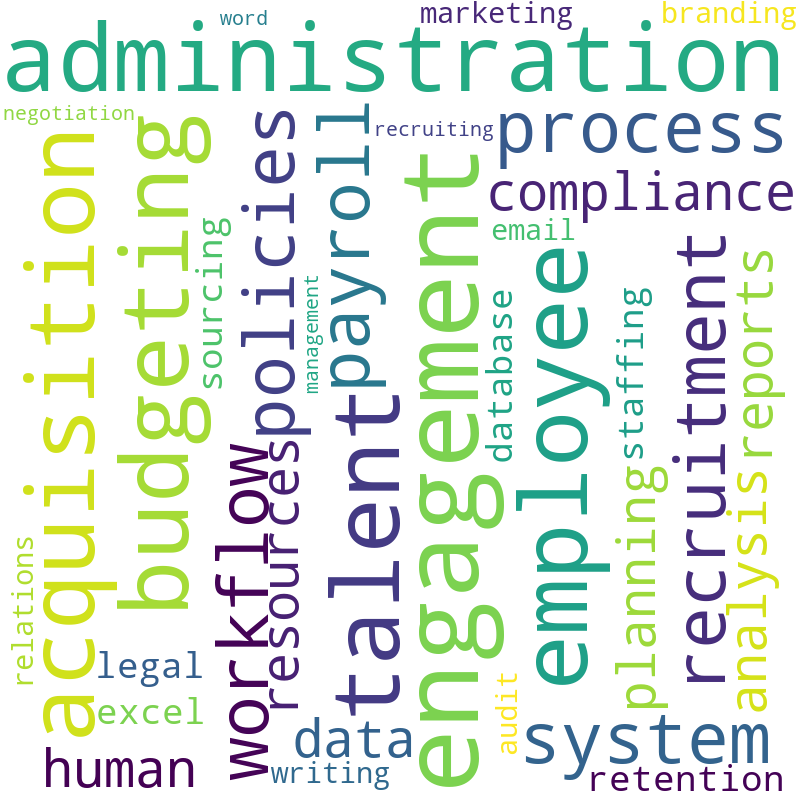 word
marketing
branding
administration
negotiation
acquisition
budgeting
sourcing
policies
management
payroll
recruiting
process
compliance
engagement
email
employee
database
staffing
recruitment
reports
talent
workflow
resources
planning
analysis
relations
legal
excel
human
data
writing
audit
system
retention